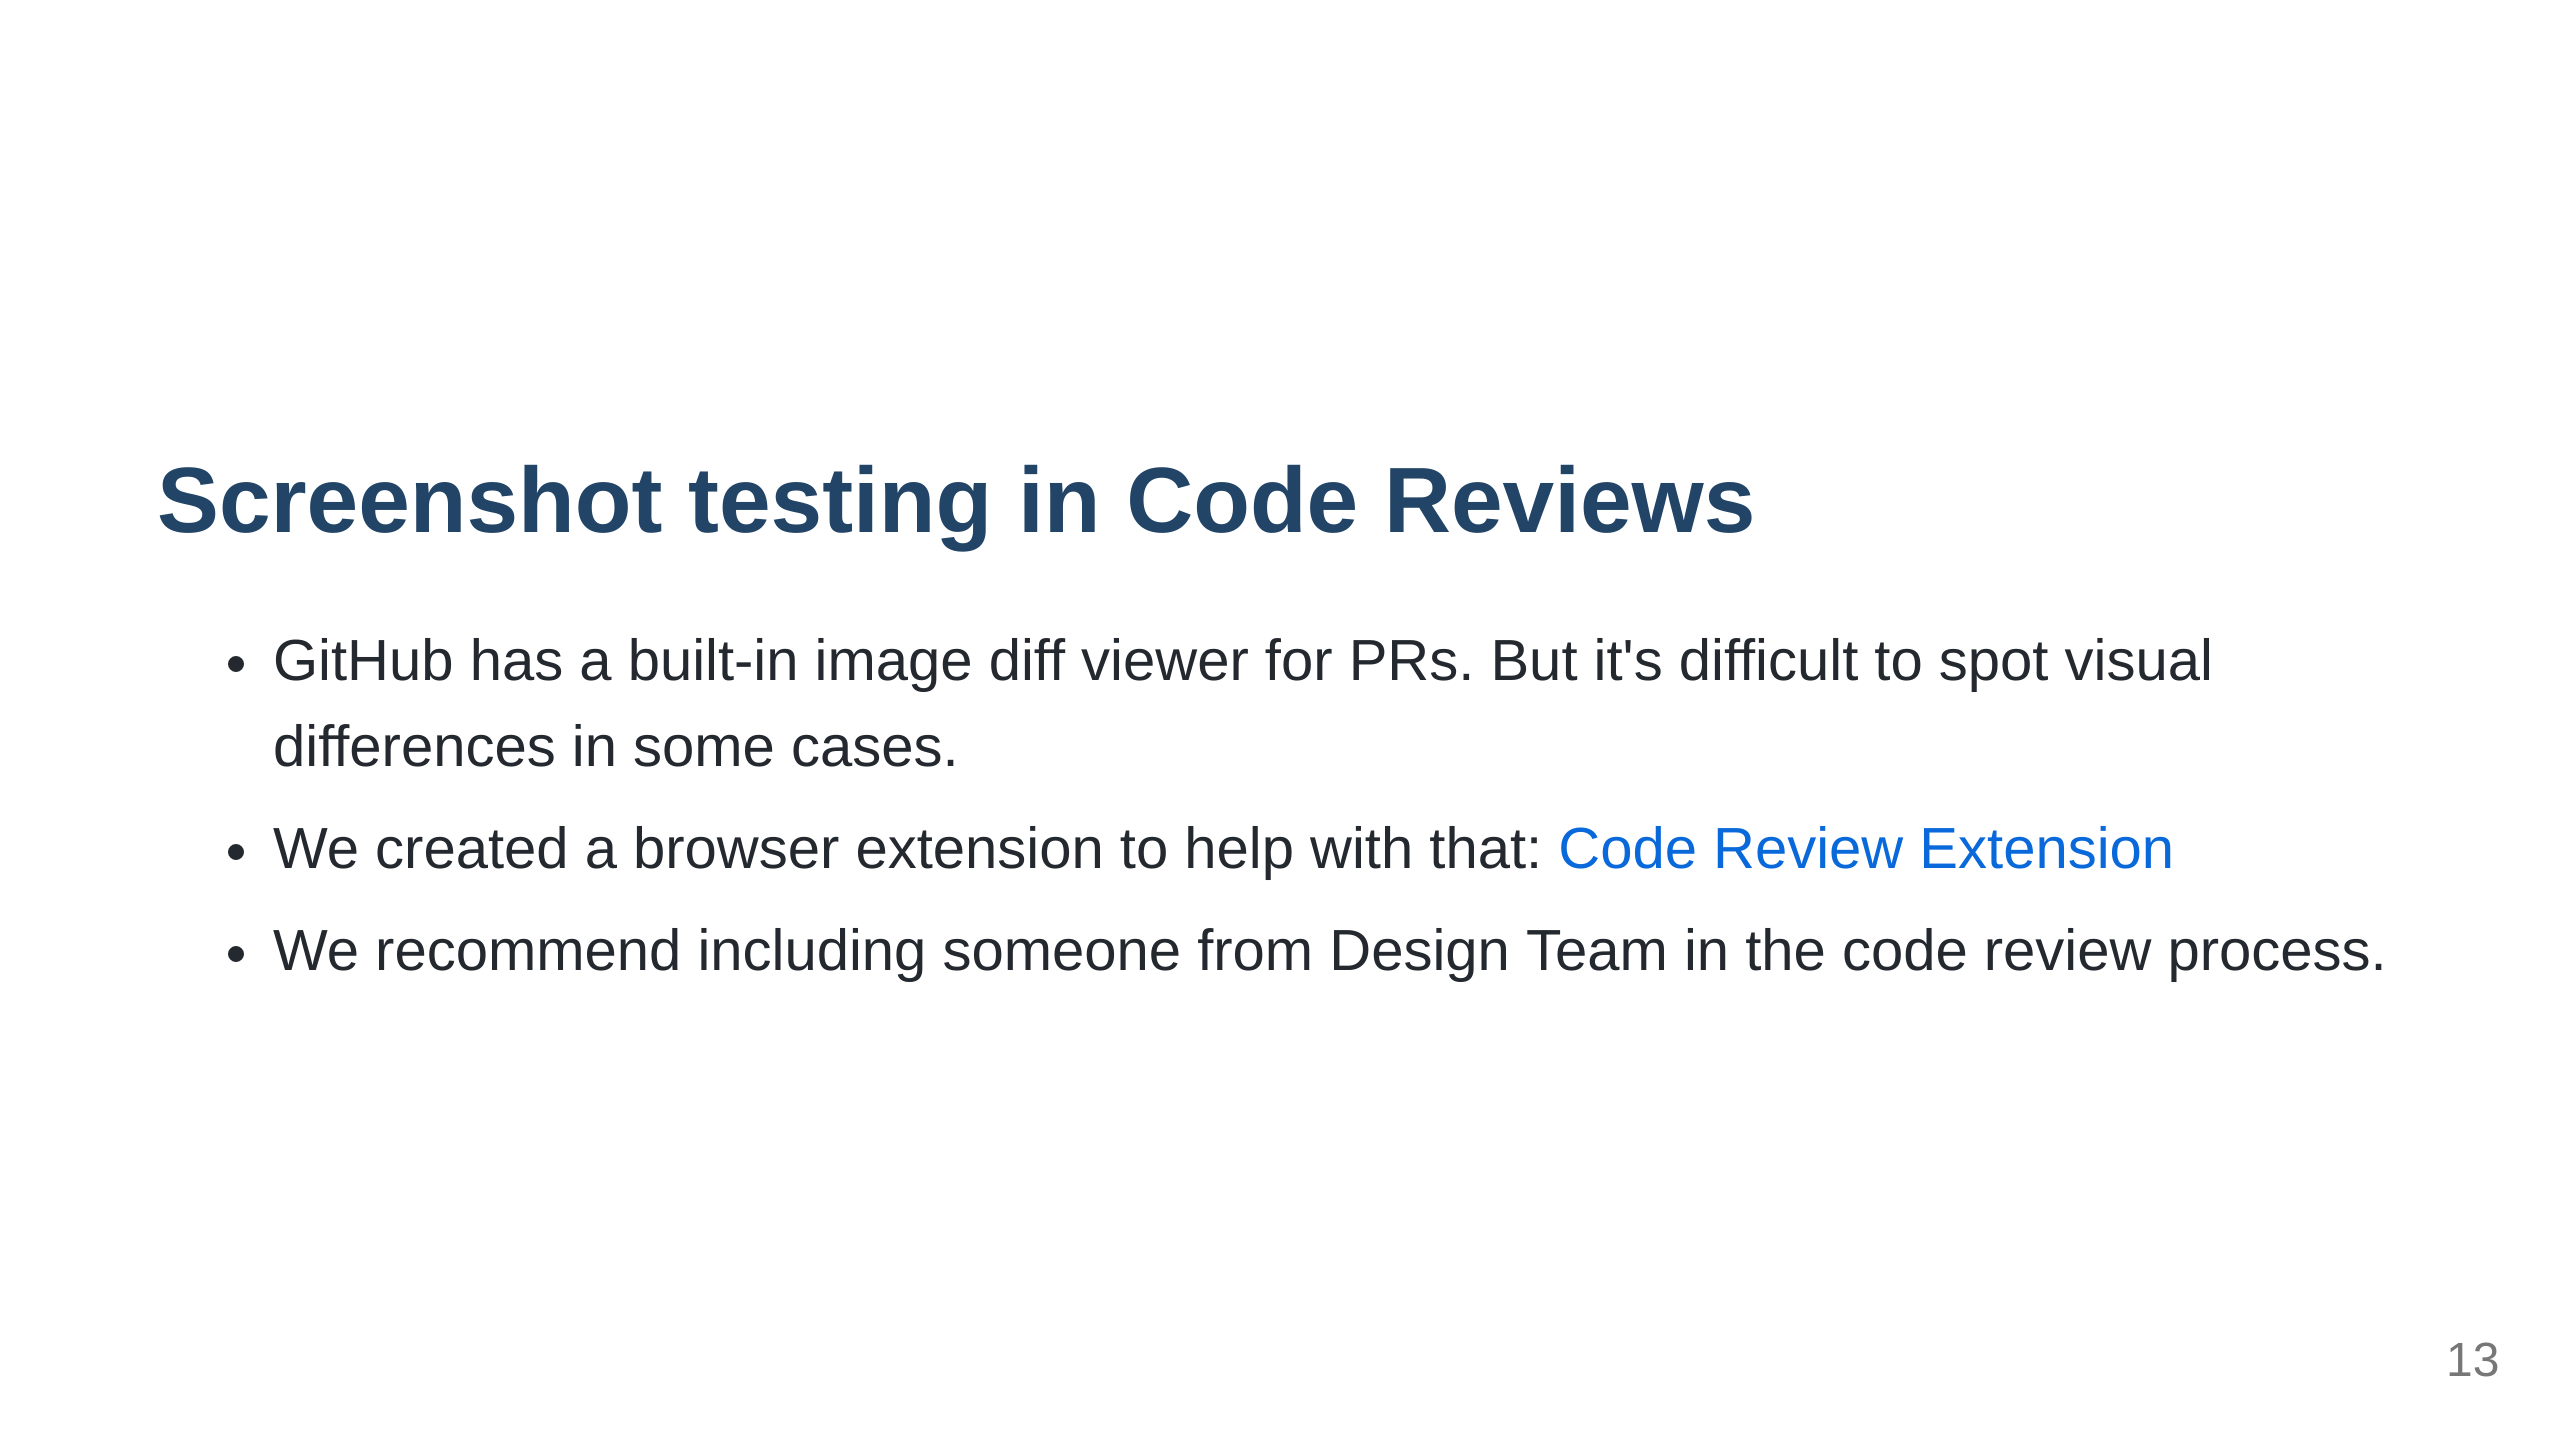 Screenshot testing in Code Reviews
• GitHub has a built-in image diff viewer for PRs. But it's difficult to spot visual
differences in some cases.
• We created a browser extension to help with that: Code Review Extension
• We recommend including someone from Design Team in the code review process.
13